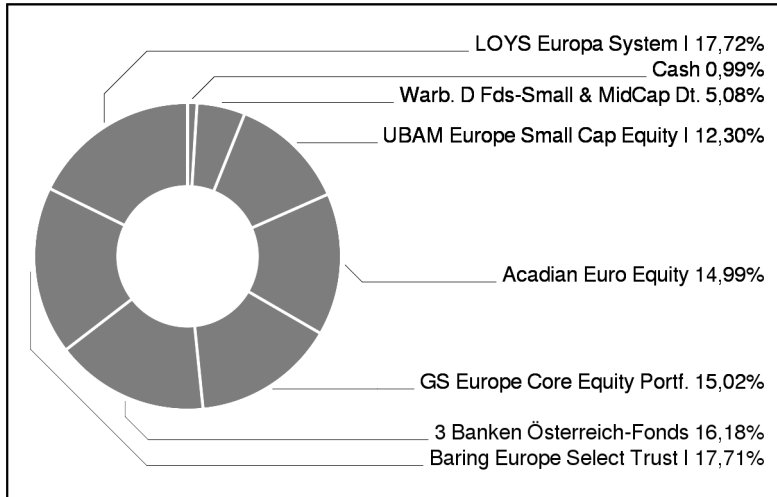 LOYS Europa System I 17,72%
Cash 0,99%
Warb. D Fds-Small & MidCap Dt. 5,08%
UBAM Europe Small Cap Equity I 12,30%
Acadian Euro Equity 14,99%
GS Europe Core Equity Portf. 15,02%
3 Banken Österreich-Fonds 16,18%
Baring Europe Select Trust I 17,71%